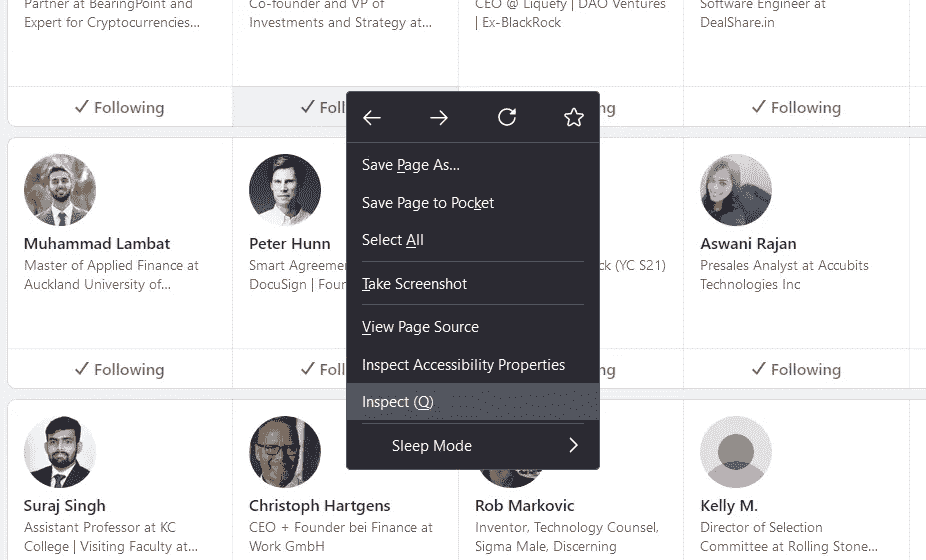 Partner at BearingPoint and
Expert for Cryptocurrencies...
Co-founder and VP of
Investments and Strategy at...
CEO @ Liquefy | DAO Ventures
| Ex-BlackRock
Software Engineer at
DealShare.in
Following
Foll
ng
Following
Save Page As...
Save Page to Pocket
Select All
Take Screenshot
View Page Source
Inspect Accessibility Properties
Inspect (Q)
Sleep Mode
Muhammad Lambat
Master of Applied Finance at
Auckland University of...
Following
Peter Hunn
Smart Agreeme
DocuSign | Foun
Foll
ck (YC S21)
ng
Aswani Rajan
Presales Analyst at Accubits
Technologies Inc
Following
Suraj Singh
Assistant Professor at KC
College | Visiting Faculty at...
Christoph Hartgens
CEO + Founder bei Finance at
Work GmbH
Rob Markovic
Inventor, Technology Counsel,
Sigma Male, Discerning
Kelly M.
Director of Selection
Committee at Rolling Stone...